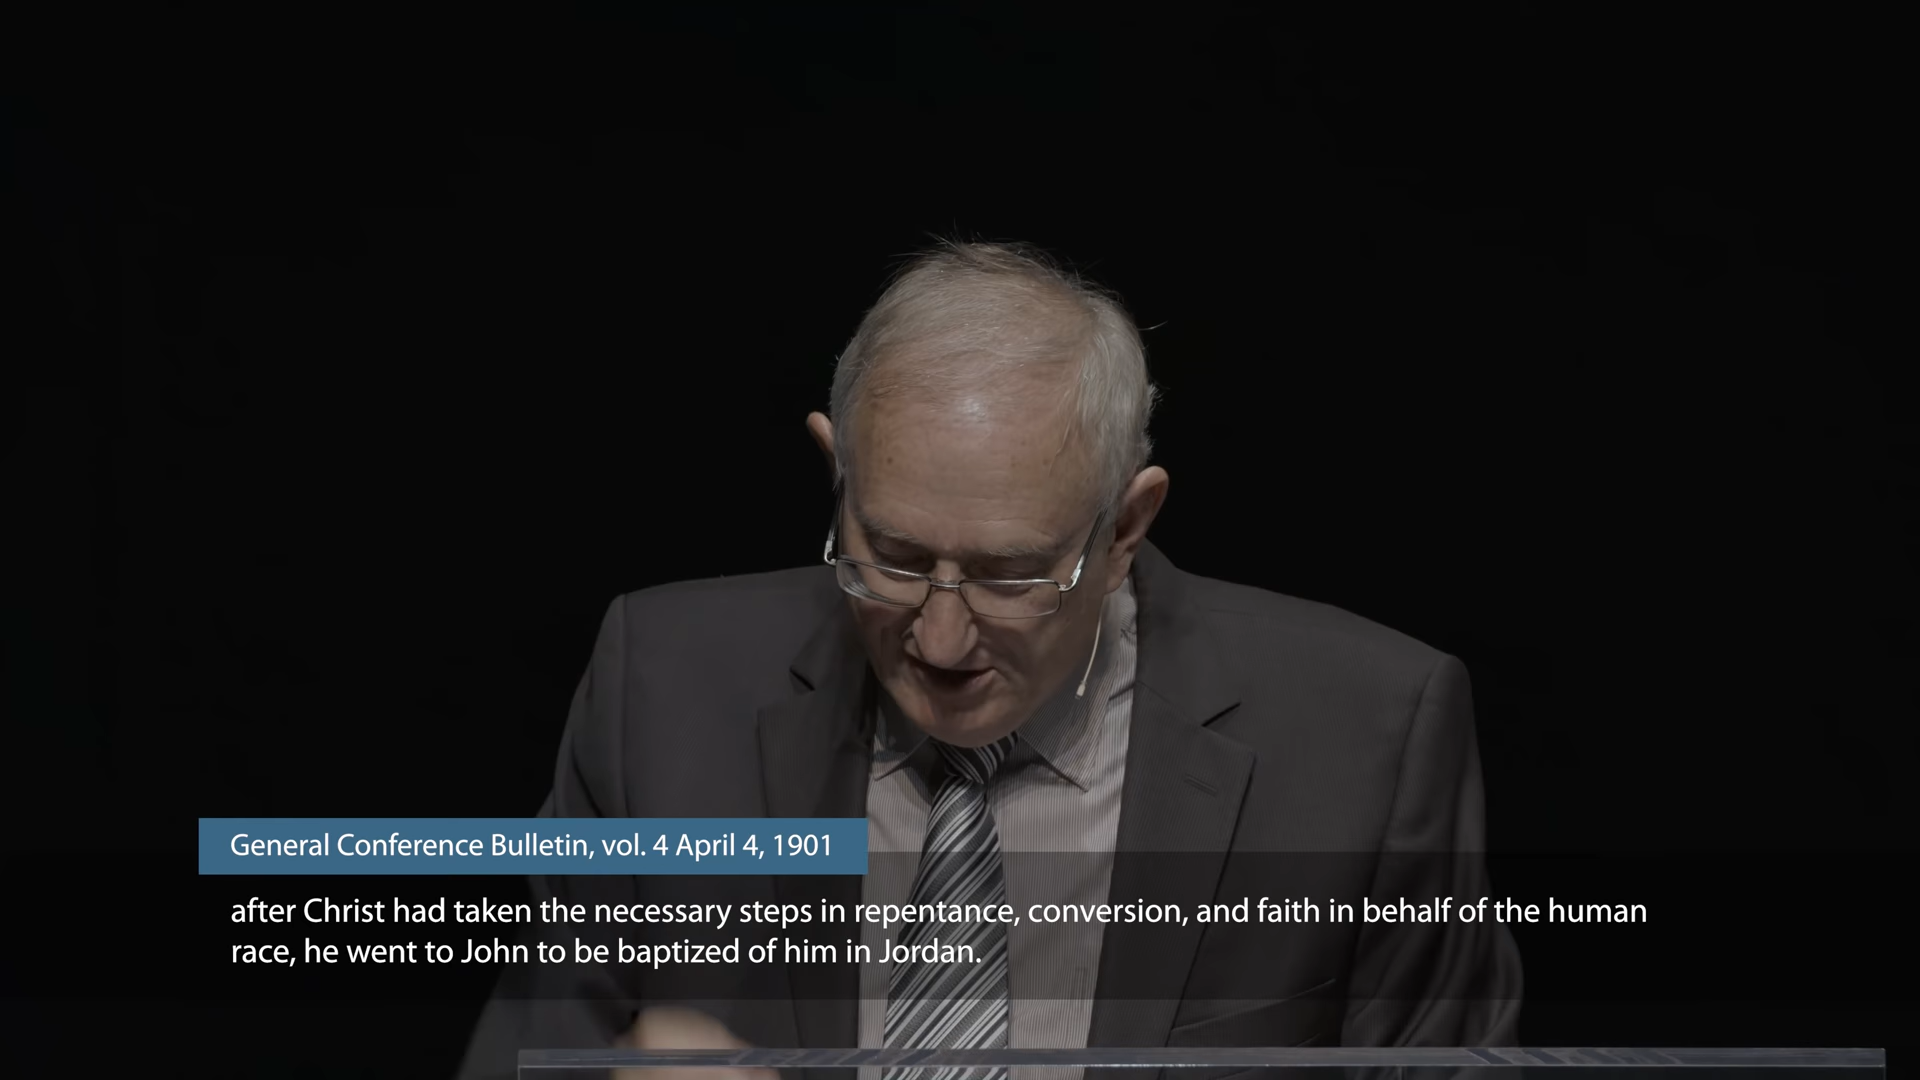 General Conference Bulletin, vol. 4 April 4, 1901
after Christ had taken the necessary steps in repentance, conversion, and faith in behalf of the human
race, he went to John to be baptized of him in Jordan.